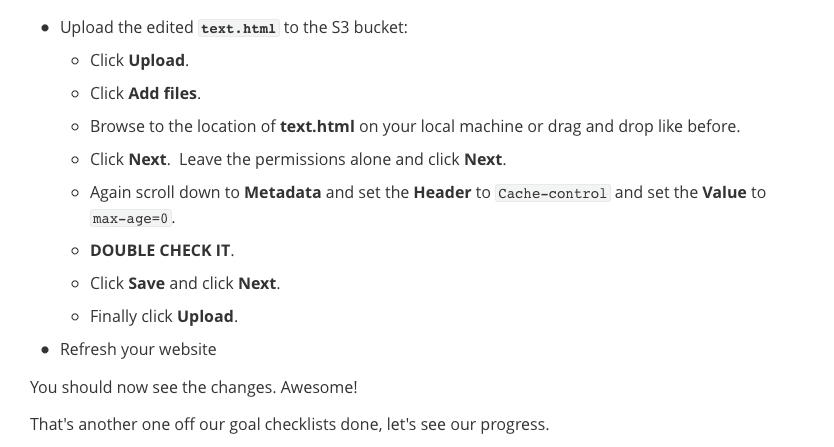 Upload the edited text.html to the S3 bucket:
Click Upload.
Click Add files.
Browse to the location of text.html on your local machine or drag and drop like before.
Click Next.  Leave the permissions alone and click Next.
Again scroll down to Metadata and set the Header to Cache-control and set the Value to
max-age=0.
DOUBLE CHECK IT.
Click Save and click Next.
Finally click Upload.
Refresh your website
You should now see the changes. Awesome!
That's another one off our goal checklists done, let's see our progress.